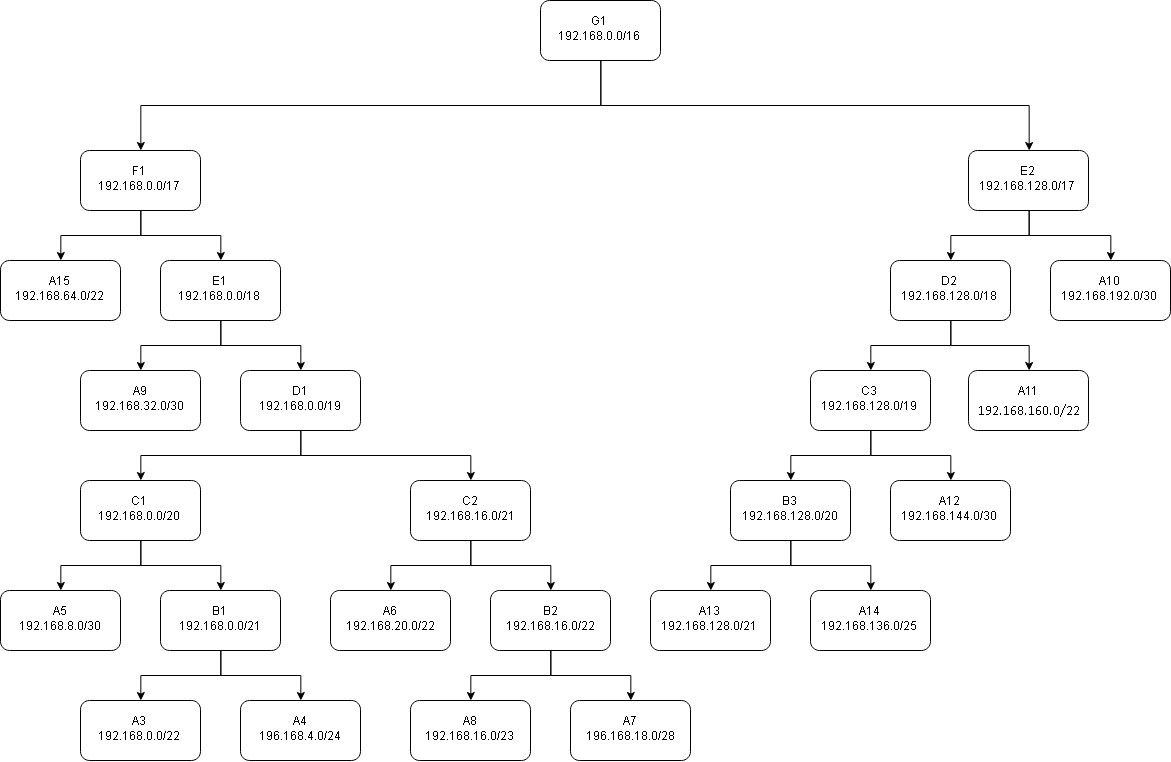 G1
192.168.0.0/16
F1
192.168.0.0/17
E2
192.168.128.0/17
A15
192.168.64.0/22
E1
192.168.0.0/18
D2
192.168.128.0/18
A10
192.168.192.0/30
A9
192.168.32.0/30
D1
192.168.0.0/19
C3
192.168.128.0/19
A11
192.168.160.0/22
C1
192.168.0.0/20
C2
192.168.16.0/21
B3
192.168.128.0/20
A12
192.168.144.0/30
A5
192.168.8.0/30
B1
192.168.0.0/21
A6
192.168.20.0/22
B2
192.168.16.0/22
A13
192.168.128.0/21
A14
192.168.136.0/25
A3
192.168.0.0/22
A4
196.168.4.0/24
A8
192.168.16.0/23
A7
196.168.18.0/28